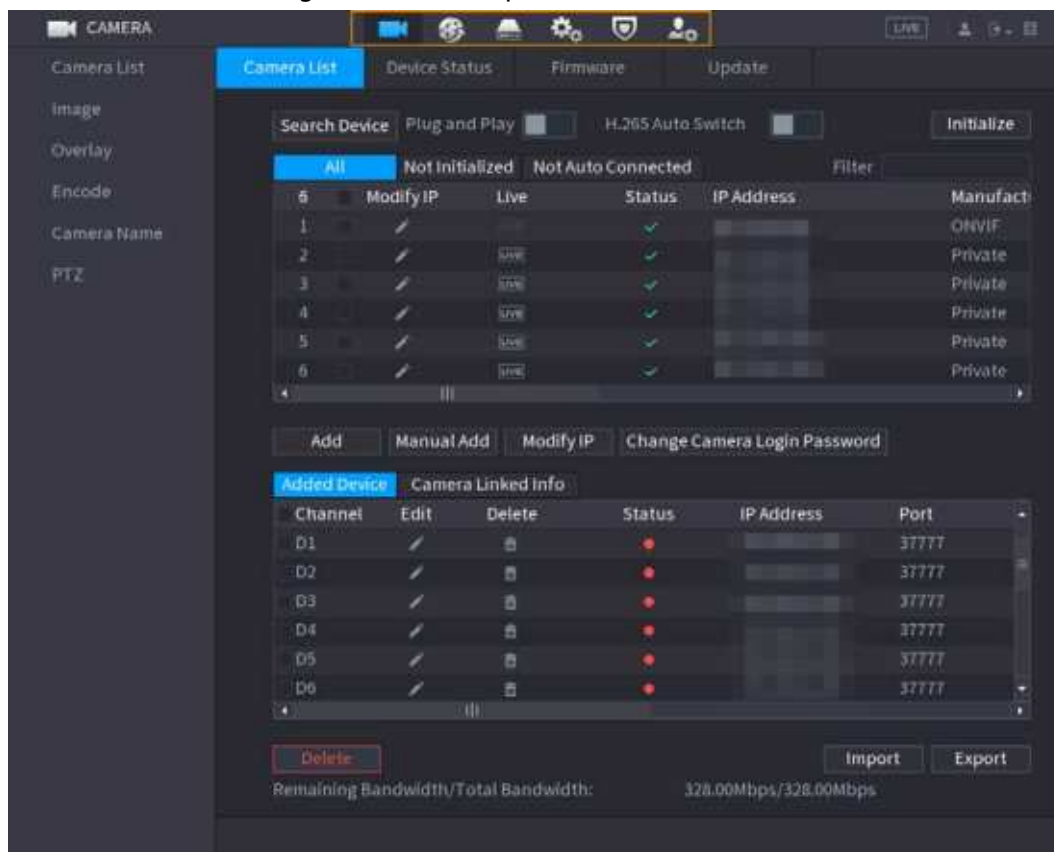 CAMERA LIVE
Camera List
Image
Overlay
Encode
Camera Name
PTZ
Camera List Device Status Firmware Update
Search Device Plug and Play H.265 Auto Switch Initialize
All Not Initialized Not Auto Connected Filter
6 Modify IP Live Status IP Address Manufact
1 ONVIF
2 LIVE Private
3 LIVE Private
4 LIVE Private
5 LIVE Private
6 LIVE Private
Add Manual Add Modify IP Change Camera Login Password
Added Device Camera Linked Info
Channel Edit Delete Status IP Address Port
D1 37777
D2 37777
D3 37777
D4 37777
D5 37777
D6 37777
Delete Import Export
Remaining Bandwidth/Total Bandwidth: 328.00Mbps/328.00Mbps